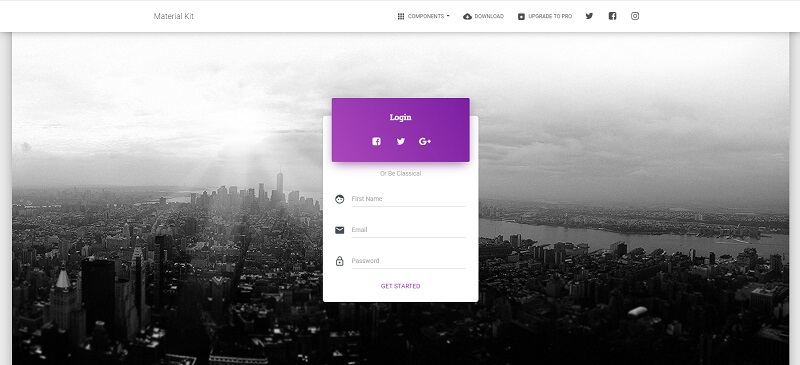 Material Kit
COMPONENTS
DOWNLOAD
UPGRADE TO PRO
Login
Or Be Classical
First Name
Email
Password
GET STARTED